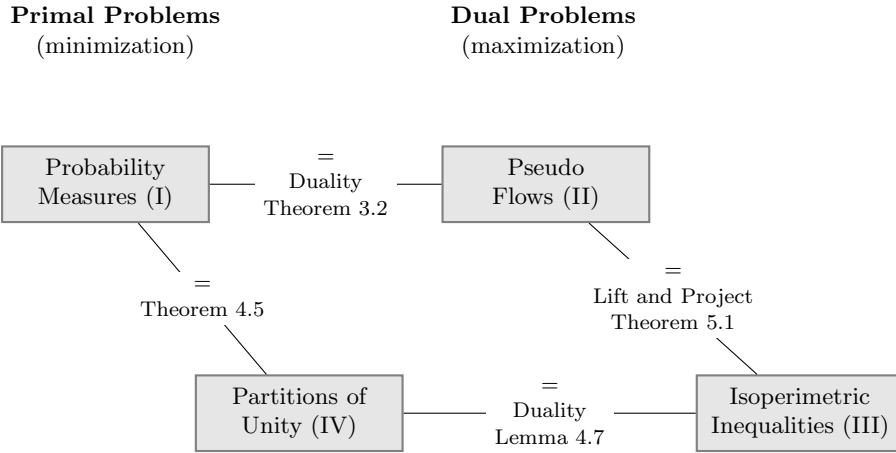 Primal Problems
(minimization)
Dual Problems
(maximization)
Probability
Measures (I)
=
Duality
Theorem 3.2
Pseudo
Flows (II)
=
Theorem 4.5
=
Lift and Project
Theorem 5.1
Partitions of
Unity (IV)
=
Duality
Lemma 4.7
Isoperimetric
Inequalities (III)